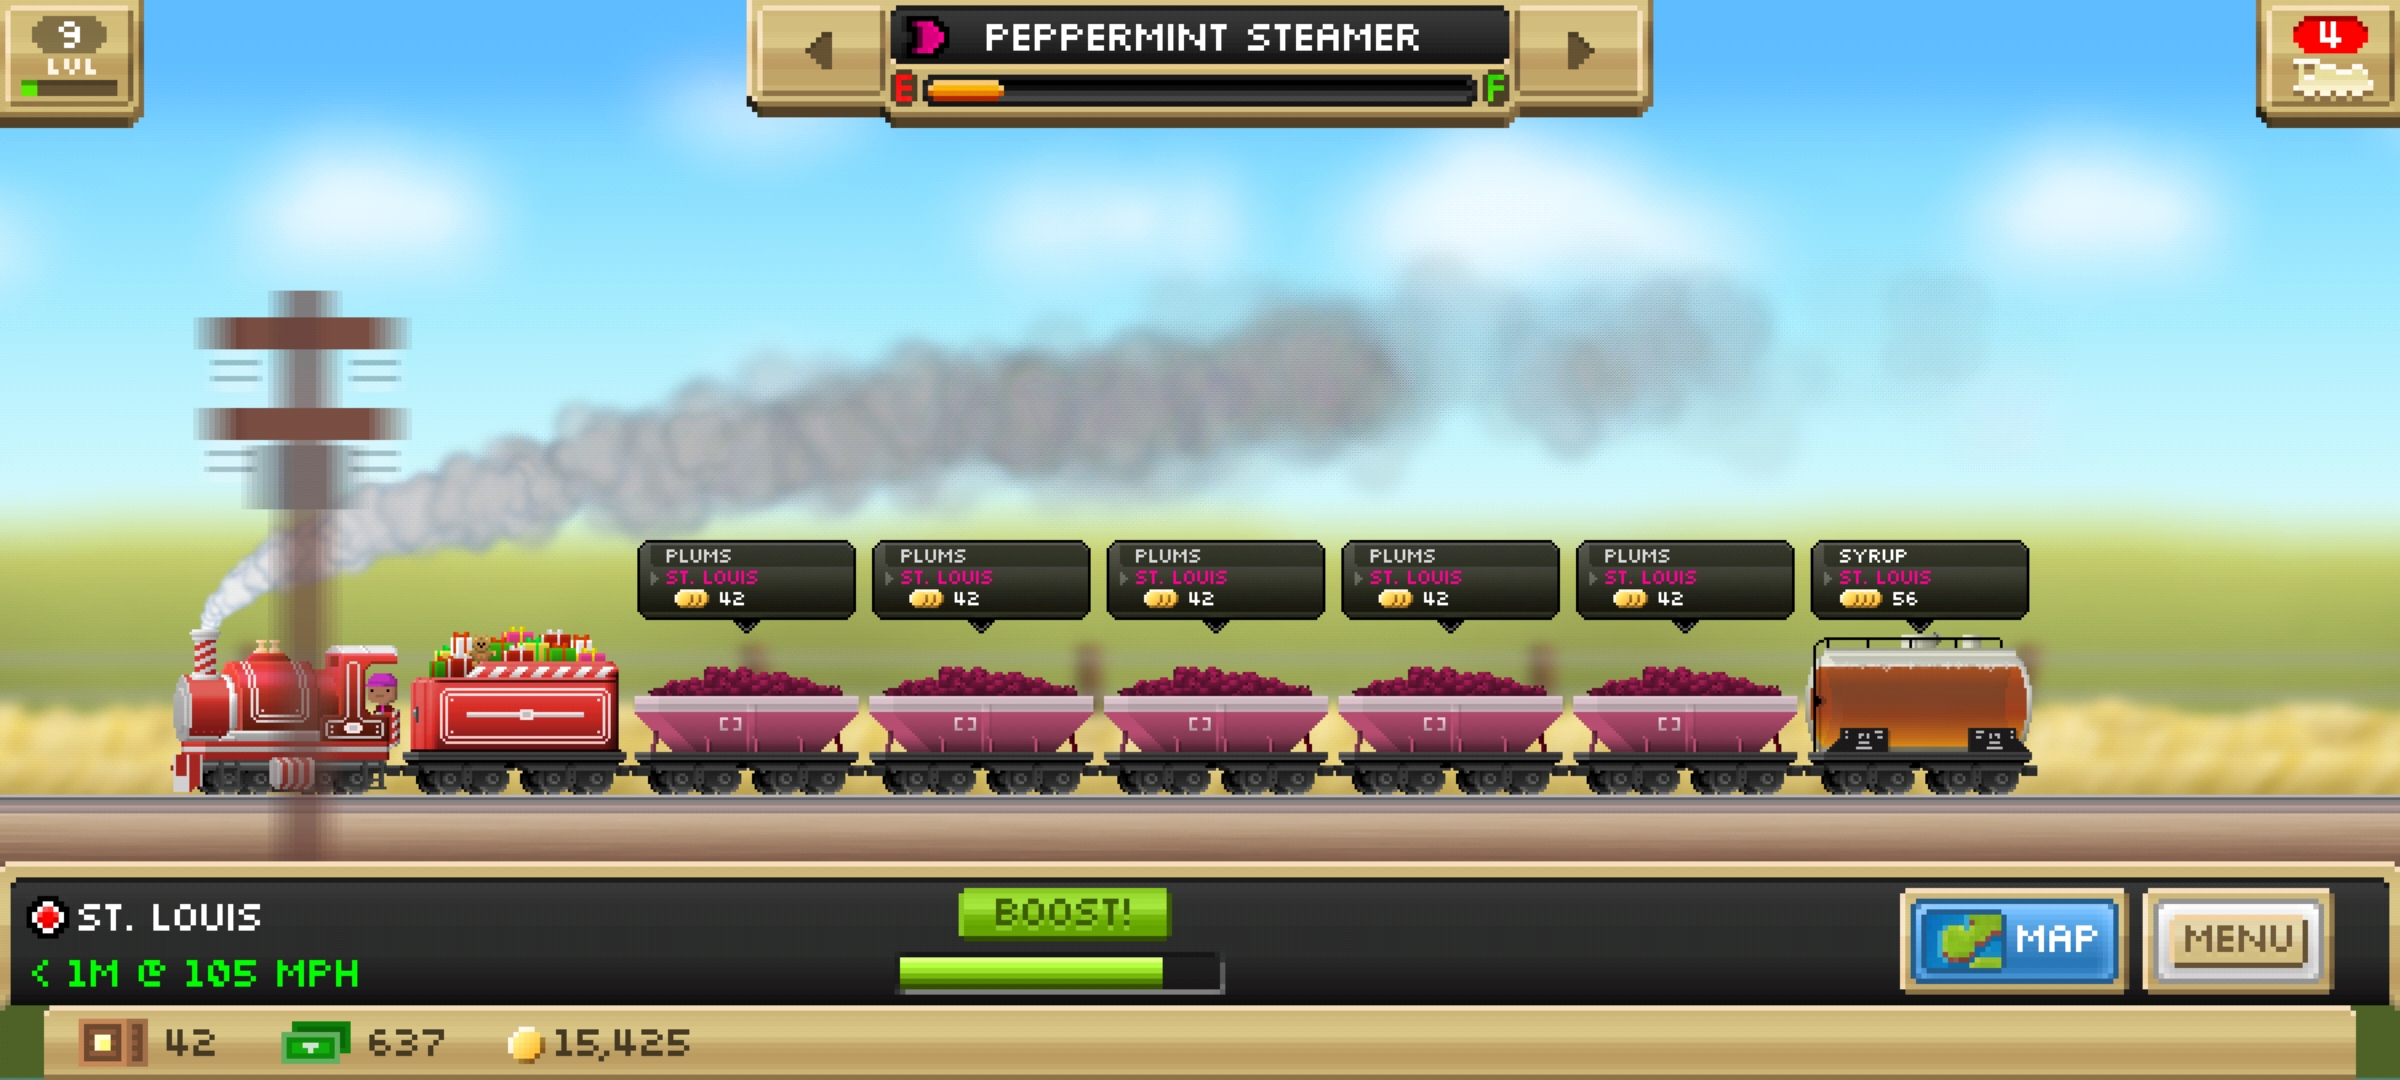 9
LVL
PEPPERMINT STEAMER
E F
4
PLUMS
ST. LOUIS
42
PLUMS
ST. LOUIS
42
PLUMS
ST. LOUIS
42
PLUMS
ST. LOUIS
42
PLUMS
ST. LOUIS
42
SYRUP
ST. LOUIS
56
ST. LOUIS
< 1M @ 105 MPH
BOOST!
MAP
MENU
42
637
15,425